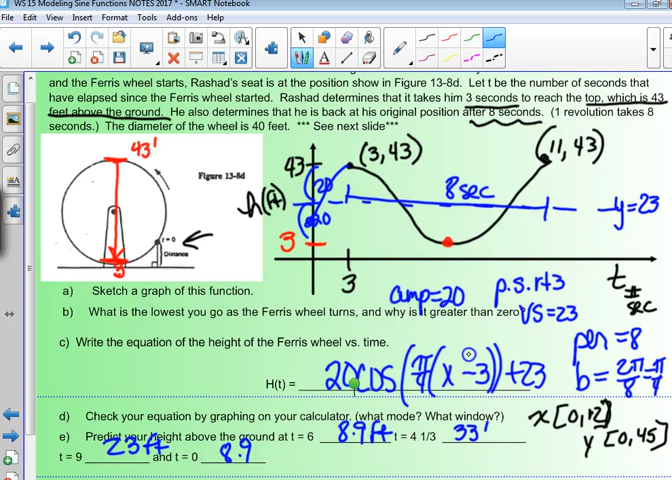 WS 15 Modeling Sine Functions NOTES 2017 * - SMART Notebook
File Edit View Insert Format Tools Add-ons Help
and the Ferris wheel starts, Rashad's seat is at the position show in Figure 13-8d. Let t be the number of seconds
that have elapsed since the Ferris wheel started. Rashad determines that it takes him 3 seconds to reach the top, which is 43
feet above the ground. He also determines that he is back at his original position after 8 seconds. (1 revolution takes 8
seconds.) The diameter of the wheel is 40 feet. *** See next slide***
43'
Figure 13-8d
t = 0
Distance
3
h(ft)
43
20
20
3
(3, 43)
(11, 43)
8sec
y=23
3
t
sec
amp=20
p.s. rt 3
VS=23
per=8
b = 2π/8 = π/4
a) Sketch a graph of this function.
b) What is the lowest you go as the Ferris wheel turns, and why is it greater than zero?
c) Write the equation of the height of the Ferris wheel vs. time.
H(t) = 20cos(π/4(x-3))+23
d) Check your equation by graphing on your calculator. (what mode? What window?)
x[0,12]
y [0,45]
e) Predict your height above the ground at t = 6 8.9ft t = 4 1/3 33'
t = 9 23 ft and t = 0 8.9